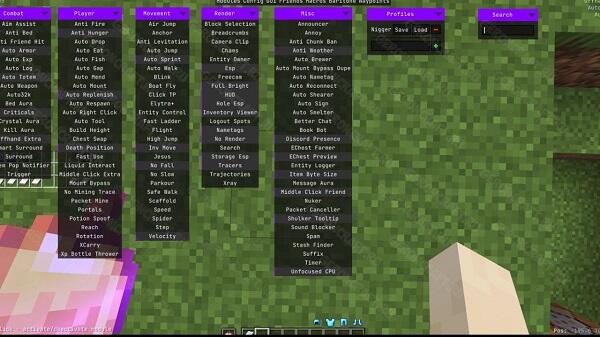 Modules Config GUI Friends Macros Baritone Waypoints
Combat
Aim Assist
Anti Bed
Anti Friend Hit
Auto Armor
Auto Exp
Auto Log
Auto Totem
Auto Weapon
Auto32k
Bed Aura
Criticals
Crystal Aura
Kill Aura
Offhand Extra
Smart Surround
Surround
Totem Pop Notifier
Trigger
Player
Anti Fire
Anti Hunger
Auto Drop
Auto Eat
Auto Fish
Auto Gap
Auto Mend
Auto Mount
Auto Replenish
Auto Respawn
Auto Right Click
Auto Tool
Build Height
Chest Swap
Death Position
Fast Use
Liquid Interact
Middle Click Extra
Mount Bypass
No Mining Trace
Packet Mine
Portals
Potion Spoof
Reach
Rotation
XCarry
Xp Bottle Thrower
Movement
Air Jump
Anchor
Anti Levitation
Auto Jump
Auto Sprint
Auto Walk
Blink
Boat Fly
Click TP
Elytra+
Entity Control
Fast Ladder
Flight
High Jump
Inv Move
Jesus
No Fall
No Slow
Parkour
Safe Walk
Scaffold
Speed
Spider
Step
Velocity
Render
Block Selection
Breadcrumbs
Camera Clip
Chams
Entity Owner
Esp
Freecam
Full Bright
HUD
Hole Esp
Inventory Viewer
Logout Spots
Nametags
No Render
Search
Storage Esp
Tracers
Trajectories
Xray
Misc
Announcer
Annoy
Anti Chunk Ban
Anti Weather
Auto Brewer
Auto Mount Bypass Dupe
Auto Nametag
Auto Reconnect
Auto Shearer
Auto Sign
Auto Smelter
Better Chat
Book Bot
Discord Presence
EChest Farmer
EChest Preview
Entity Logger
Item Byte Size
Message Aura
Middle Click Friend
Nuker
Packet Canceller
Shulker Tooltip
Sound Blocker
Spam
Stash Finder
Suffix
Timer
Unfocused CPU
Profiles
Nigger Save Load
Search
click - activate/deactivate module
Pos: